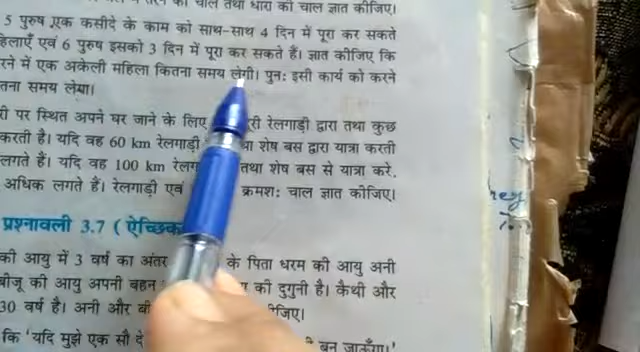 की चाल तथा धारा की चाल ज्ञात कीजिए।
5 पुरुष एक कसीदे के काम को साथ-साथ 4 दिन में पूरा कर सकते
हिलाएँ एवं 6 पुरुष इसको 3 दिन में पूरा कर सकते हैं। ज्ञात कीजिए कि
रने में एक अकेली महिला कितना समय लेगी। पुन: इसी कार्य को करने
तना समय लेगा।
री पर स्थित अपने घर जाने के लिए री रेलगाड़ी द्वारा तथा कुछ
करती है। यदि वह 60 km रेलगाड़ी था शेष बस द्वारा यात्रा करती
लगते हैं। यदि वह 100 km रेलग तथा शेष बस से यात्रा करे,
अधिक लगते हैं। रेलगाड़ी एवं क्रमश: चाल ज्ञात कीजिए।
प्रश्नावली 3.7 (ऐच्छिक
की आयु में 3 वर्ष का अंतर के पिता धरम की आयु अनी
बीजू की आयु अपनी बहन की दुगुनी है। कैथी और
30 वर्ष है। अनी और बी जिए।
कि 'यदि मुझे एक सौ दे बन जाऊँगा।'